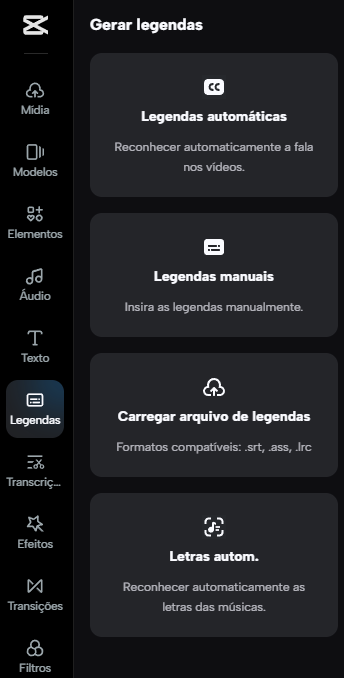 Gerar legendas
Mídia
Modelos
Elementos
Áudio
Texto
Legendas
Transcriç...
Efeitos
Transições
Filtros
CC
Legendas automáticas
Reconhecer automaticamente a fala
nos vídeos.
Legendas manuais
Insira as legendas manualmente.
Carregar arquivo de legendas
Formatos compatíveis: .srt, .ass, .lrc
Letras autom.
Reconhecer automaticamente as
letras das músicas.